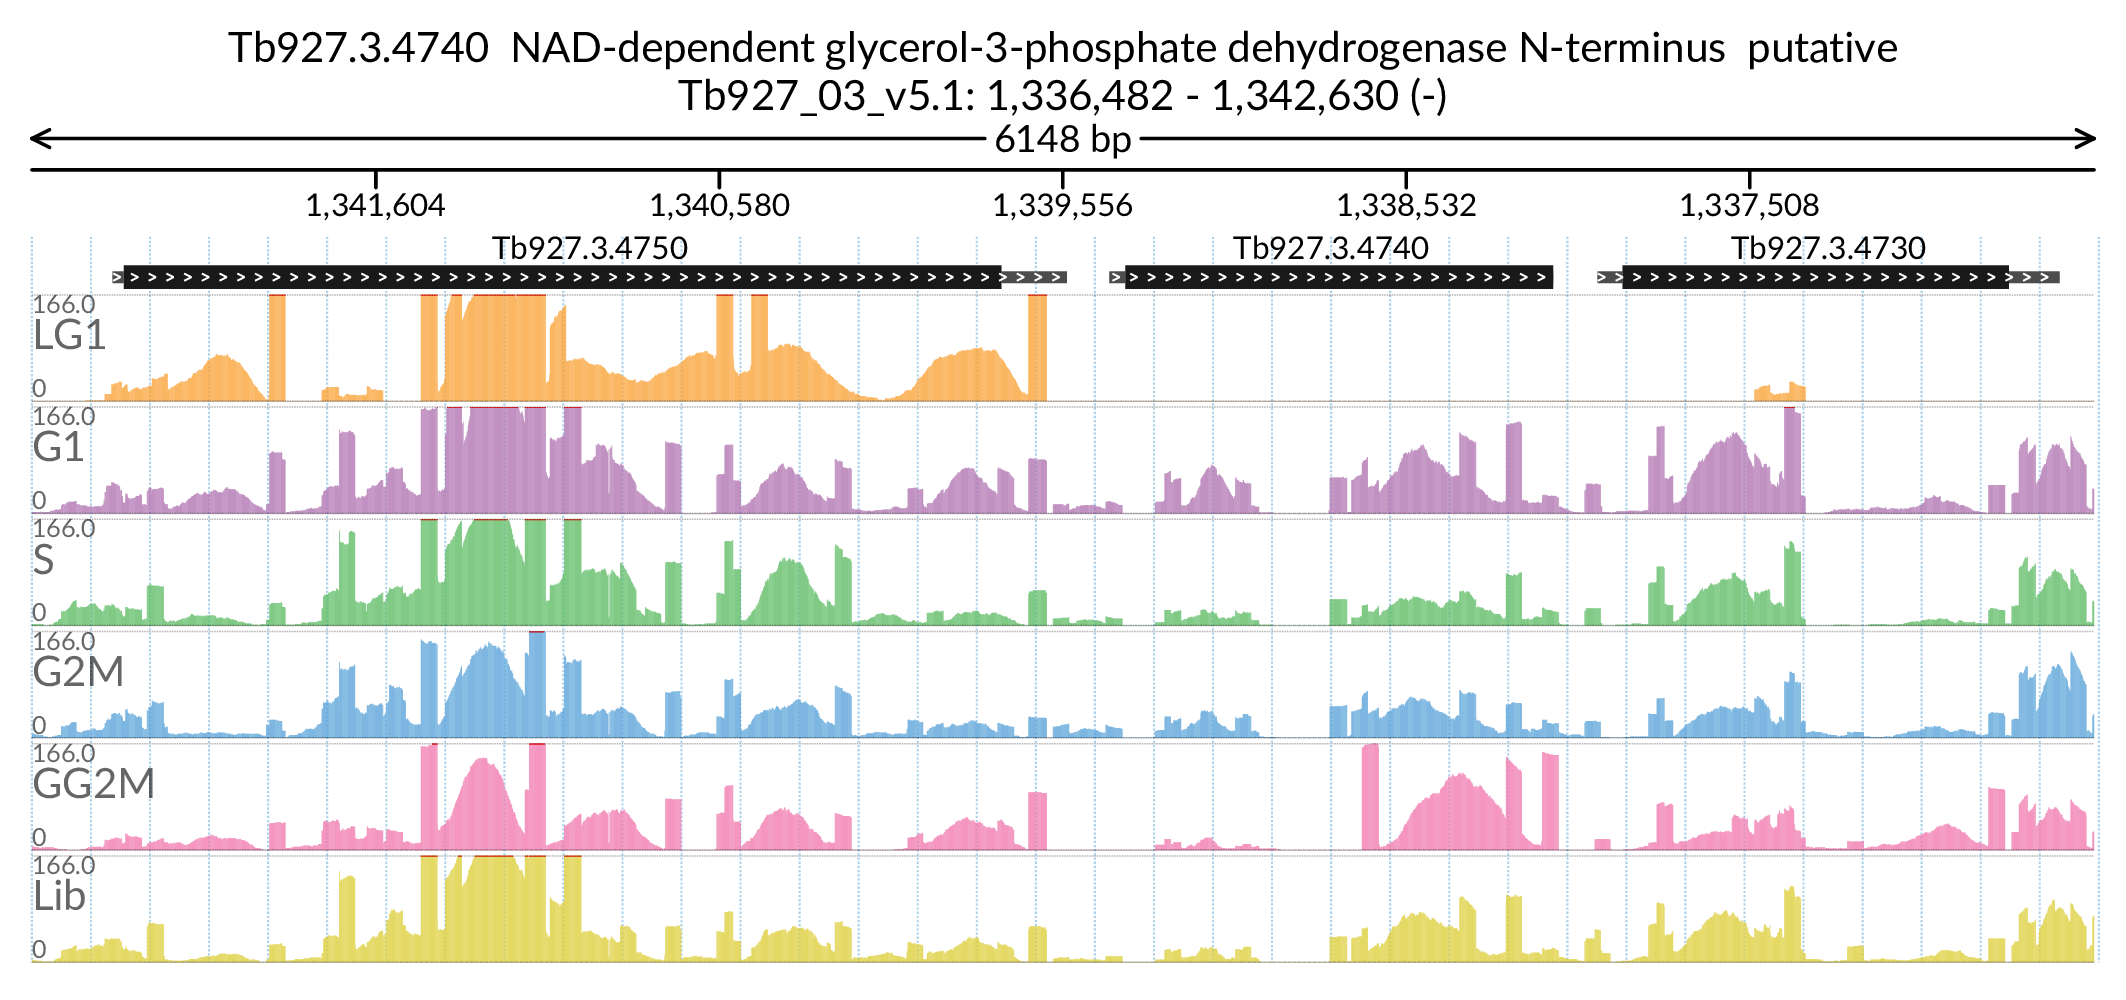 Tb927.3.4740  NAD-dependent glycerol-3-phosphate dehydrogenase N-terminus  putative
Tb927_03_v5.1: 1,336,482 - 1,342,630 (-)
6148 bp
1,341,604 1,340,580 1,339,556 1,338,532 1,337,508
Tb927.3.4750 Tb927.3.4740 Tb927.3.4730
166.0
LG1
0
166.0
G1
0
166.0
S
0
166.0
G2M
0
166.0
GG2M
0
166.0
Lib
0